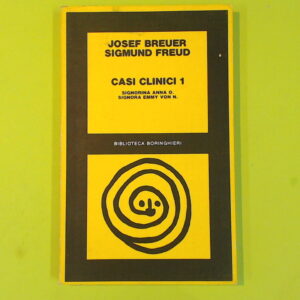 JOSEF BREUER
SIGMUND FREUD
CASI CLINICI 1
SIGNORINA ANNA O.
SIGNORA EMMY VON N.
BIBLIOTECA BORINGHIERI